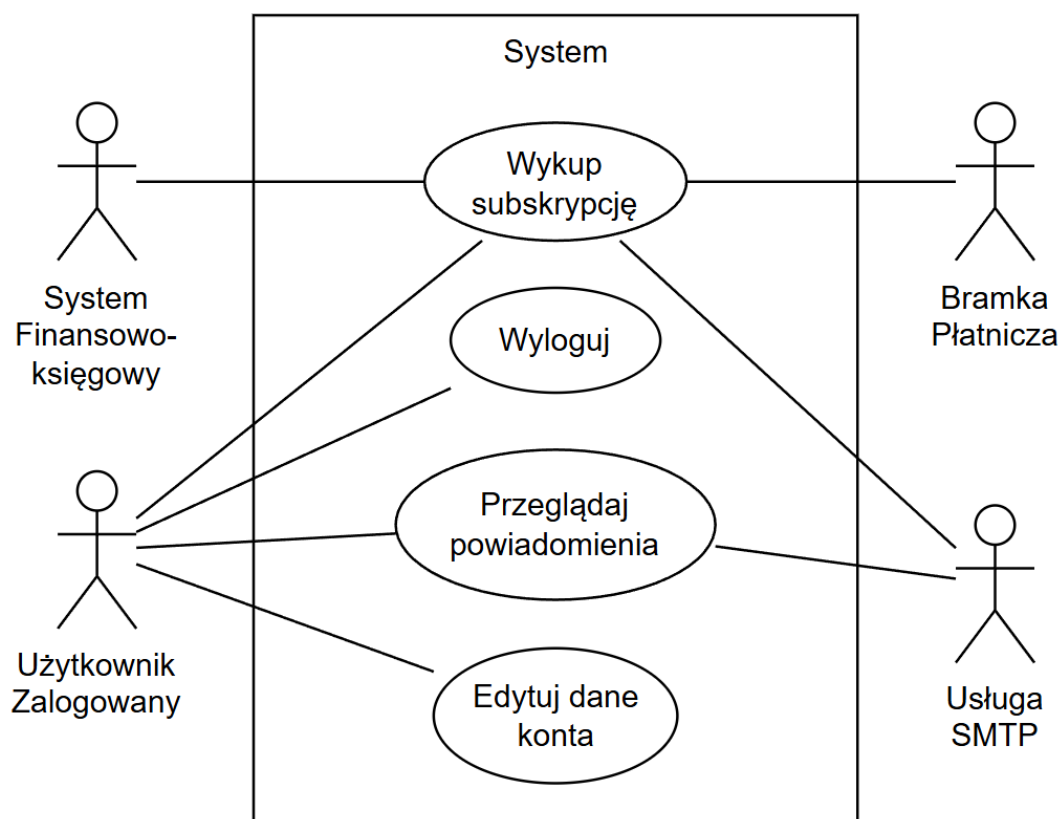 System
Wykup
subskrypcję
System
Finansowo-
księgowy
Bramka
Płatnicza
Wyloguj
Przeglądaj
powiadomienia
Użytkownik
Zalogowany
Edytuj dane
konta
Usługa
SMTP